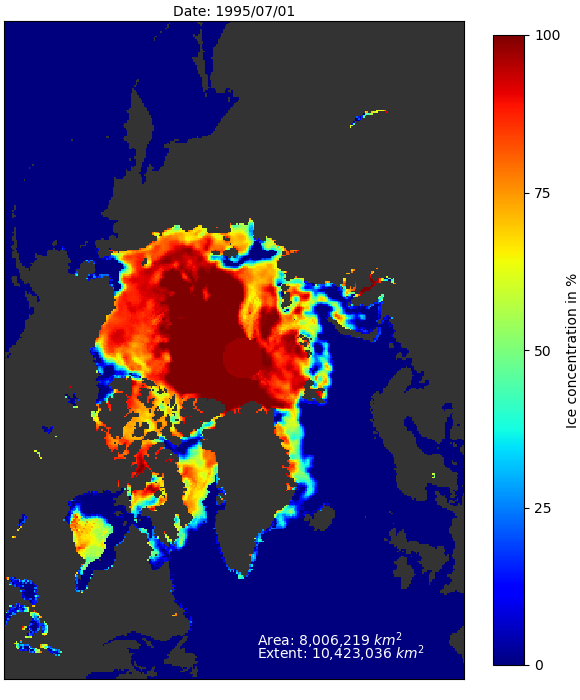 Date: 1995/07/01
100
75
50
25
0
Ice concentration in %
Area: 8,006,219 km²
Extent: 10,423,036 km²